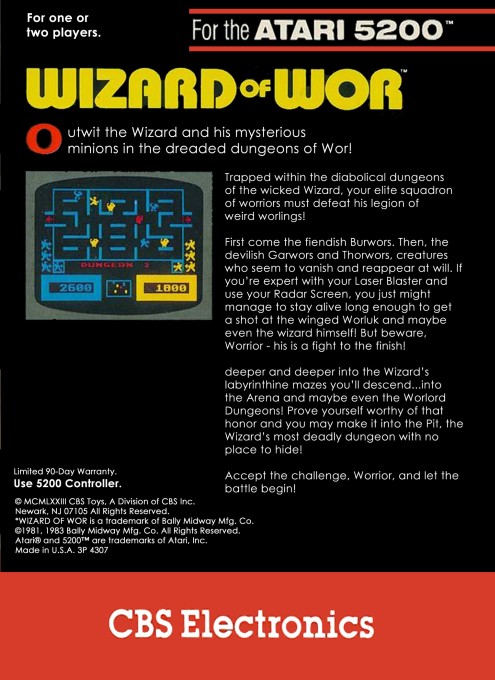 For one or
two players.
For the ATARI 5200™
WIZARD OF WOR™
Outwit the Wizard and his mysterious
minions in the dreaded dungeons of Wor!
Trapped within the diabolical dungeons
of the wicked Wizard, your elite squadron
of worriors must defeat his legion of
weird worlings!
First come the fiendish Burwors. Then, the
devilish Garwors and Thorwors, creatures
who seem to vanish and reappear at will. If
you're expert with your Laser Blaster and
use your Radar Screen, you just might
manage to stay alive long enough to get
a shot at the winged Worluk and maybe
even the wizard himself! But beware,
Worrior - his is a fight to the finish!
deeper and deeper into the Wizard's
labyrinthine mazes you'll descend...into
the Arena and maybe even the Worlord
Dungeons! Prove yourself worthy of that
honor and you may make it into the Pit, the
Wizard's most deadly dungeon with no
place to hide!
Accept the challenge, Worrior, and let the
battle begin!
DUNGEON 2
2600
1000
Limited 90-Day Warranty.
Use 5200 Controller.
© MCMLXXIII CBS Toys, A Division of CBS Inc.
Newark, NJ 07105 All Rights Reserved.
*WIZARD OF WOR is a trademark of Bally Midway Mfg. Co.
©1981, 1983 Bally Midway Mfg. Co. All Rights Reserved.
Atari® and 5200™ are trademarks of Atari, Inc.
Made in U.S.A. 3P 4307
CBS Electronics